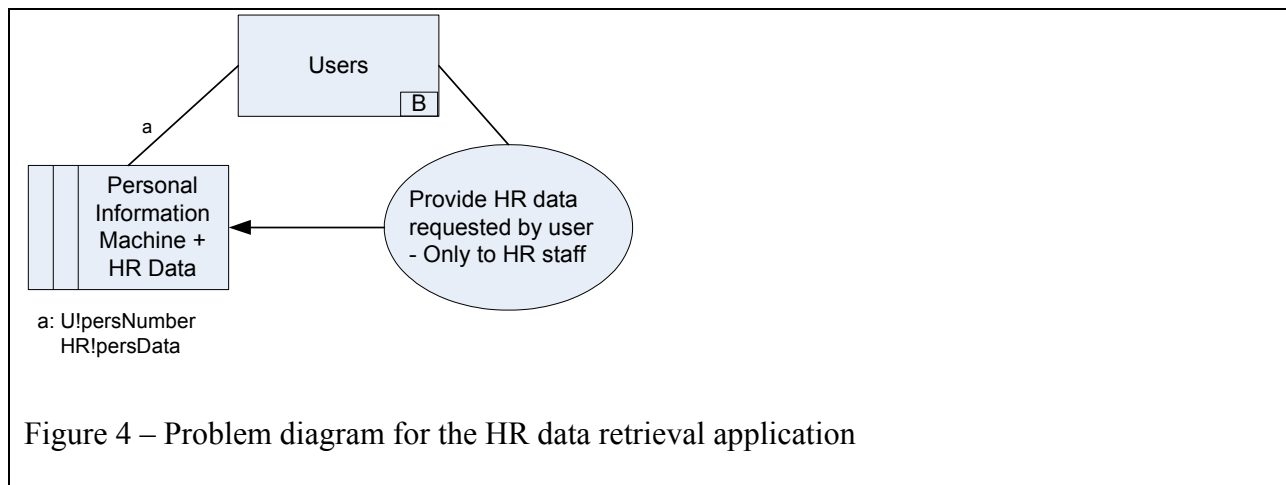 Users
B
a
Personal
Information
Machine +
HR Data
Provide HR data
requested by user
- Only to HR staff
a: U!persNumber
HR!persData
Figure 4 – Problem diagram for the HR data retrieval application